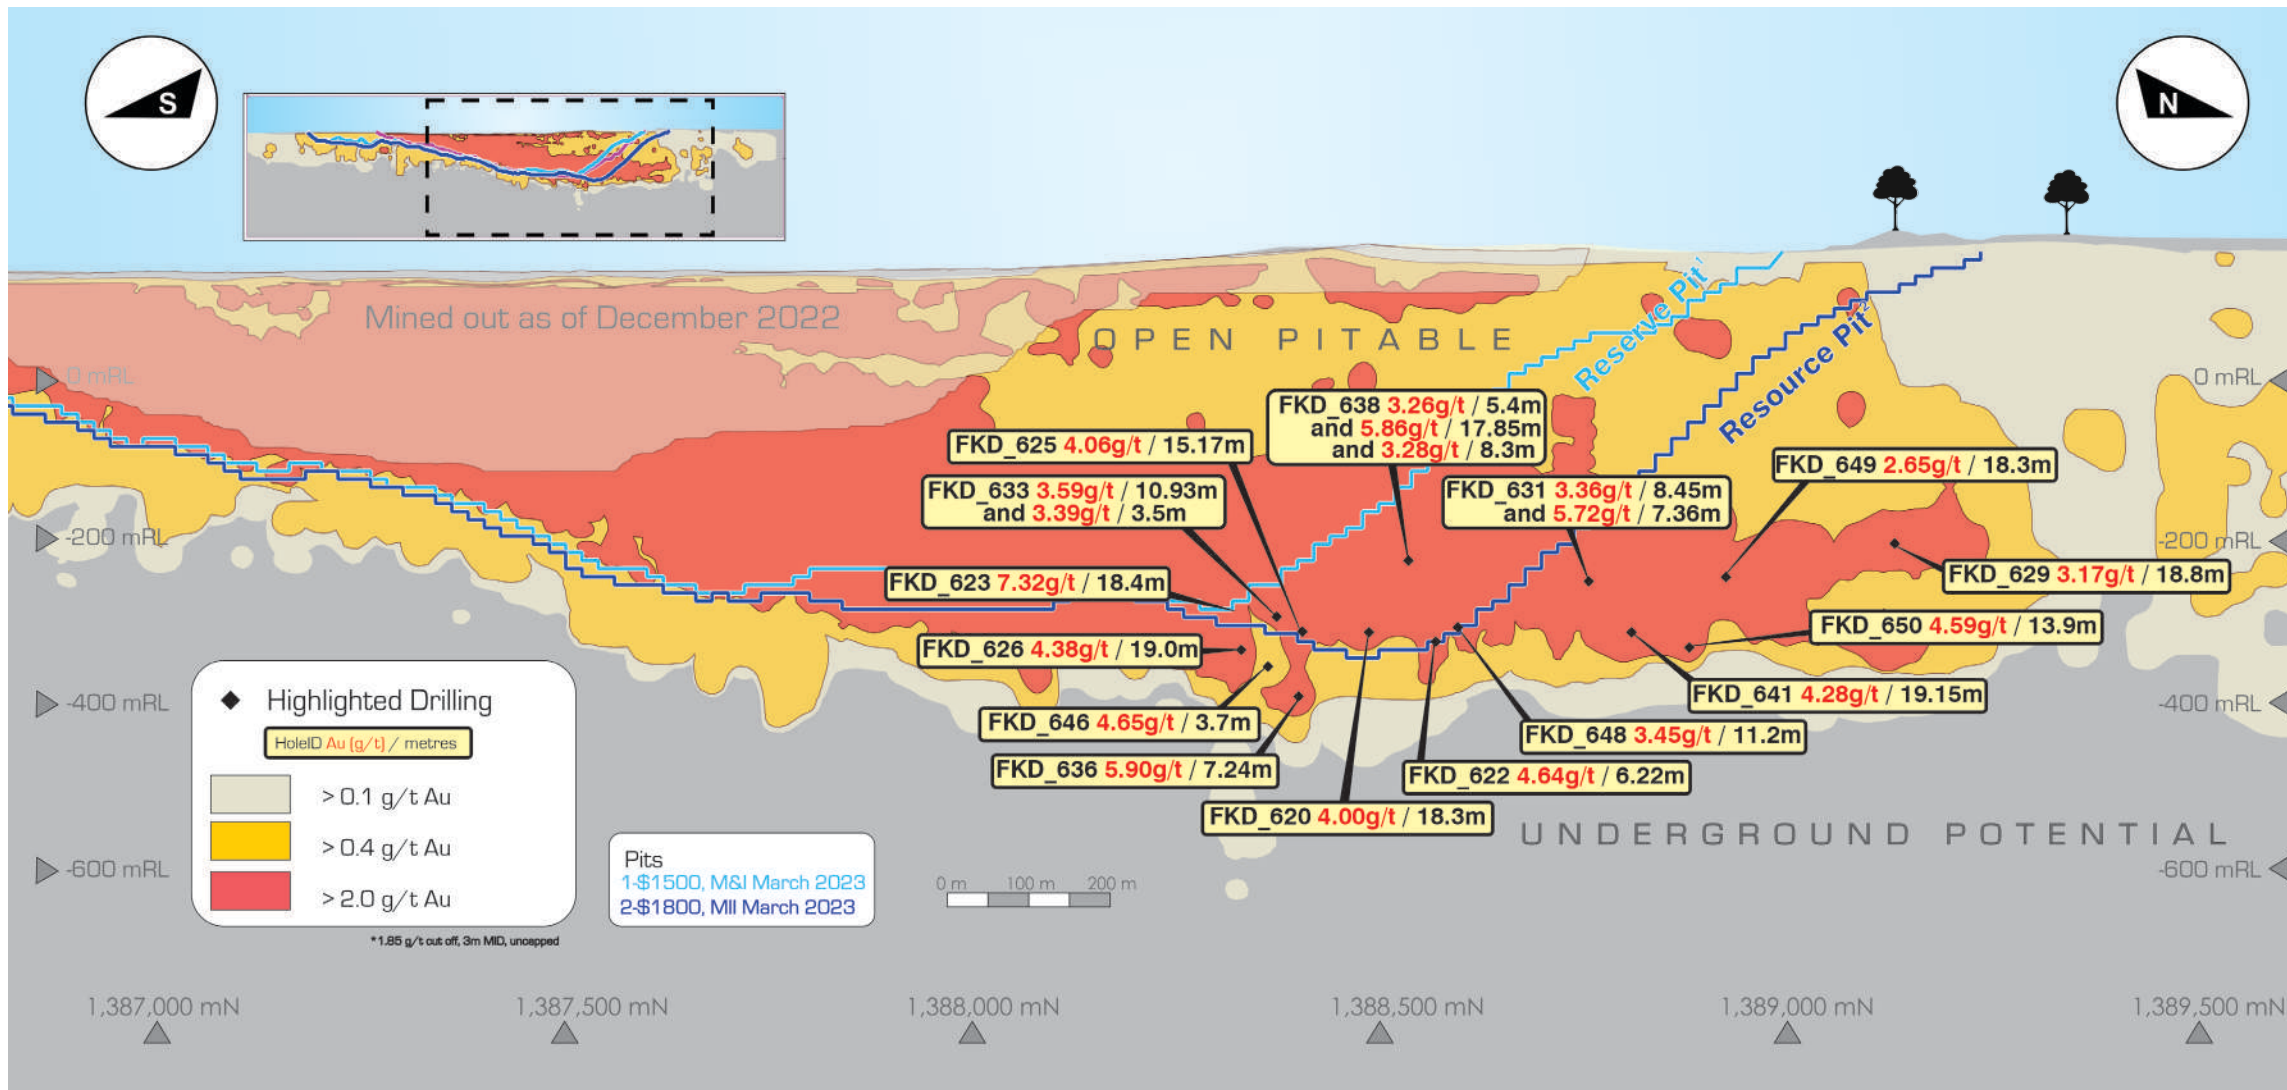 S
N
Mined out as of December 2022
OPEN PITABLE
Reserve Pit¹
Resource Pit²
0 mRL
0 mRL
FKD_638 3.26g/t / 5.4m
and 5.86g/t / 17.85m
and 3.28g/t / 8.3m
FKD_625 4.06g/t / 15.17m
FKD_649 2.65g/t / 18.3m
FKD_633 3.59g/t / 10.93m
and 3.39g/t / 3.5m
FKD_631 3.36g/t / 8.45m
and 5.72g/t / 7.36m
-200 mRL
-200 mRL
FKD_623 7.32g/t / 18.4m
FKD_629 3.17g/t / 18.8m
FKD_626 4.38g/t / 19.0m
FKD_650 4.59g/t / 13.9m
-400 mRL
-400 mRL
FKD_641 4.28g/t / 19.15m
FKD_646 4.65g/t / 3.7m
FKD_648 3.45g/t / 11.2m
FKD_636 5.90g/t / 7.24m
FKD_622 4.64g/t / 6.22m
FKD_620 4.00g/t / 18.3m
UNDERGROUND POTENTIAL
-600 mRL
-600 mRL
Highlighted Drilling
HoleID Au (g/t) / metres
> 0.1 g/t Au
> 0.4 g/t Au
> 2.0 g/t Au
*1.85 g/t cut off, 3m MID, uncapped
Pits
1-$1500, M&I March 2023
2-$1800, MII March 2023
0 m 100 m 200 m
1,387,000 mN
1,387,500 mN
1,388,000 mN
1,388,500 mN
1,389,000 mN
1,389,500 mN